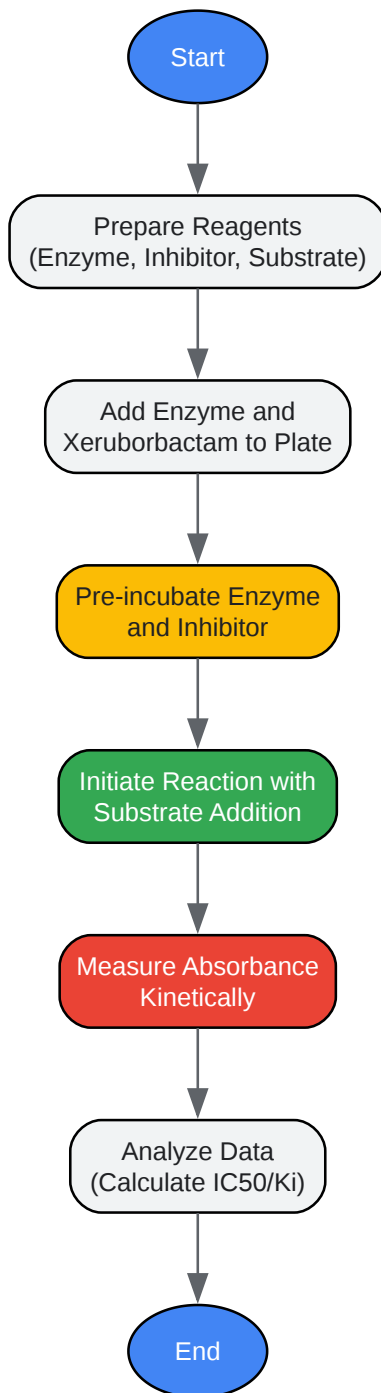 Start
Prepare Reagents
(Enzyme, Inhibitor, Substrate)
Add Enzyme and
Xeruborbactam to Plate
Pre-incubate Enzyme
and Inhibitor
Initiate Reaction with
Substrate Addition
Measure Absorbance
Kinetically
Analyze Data
(Calculate IC50/Ki)
End